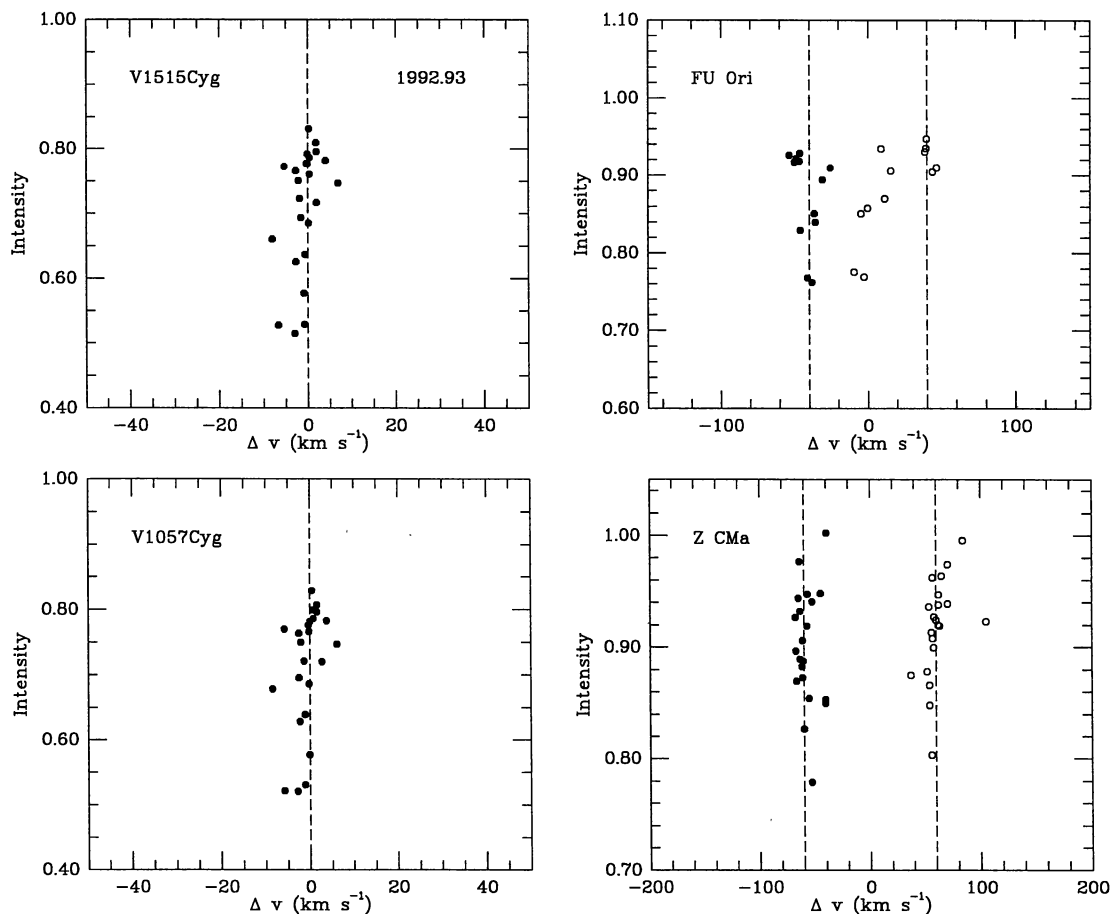 1.00
0.80
0.60
0.40
Intensity
V1515Cyg 1992.93
−40 −20 0 20 40
Δ v (km s⁻¹)
1.10
1.00
0.90
0.80
0.70
0.60
Intensity
FU Ori
−100 0 100
Δ v (km s⁻¹)
1.00
0.80
0.60
0.40
Intensity
V1057Cyg
−40 −20 0 20 40
Δ v (km s⁻¹)
1.00
0.90
0.80
0.70
Intensity
Z CMa
−200 −100 0 100 200
Δ v (km s⁻¹)